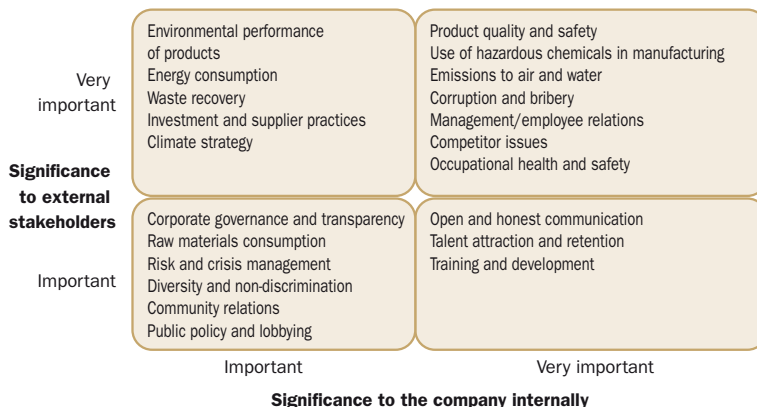 Environmental performance
of products
Energy consumption
Waste recovery
Investment and supplier practices
Climate strategy
Product quality and safety
Use of hazardous chemicals in manufacturing
Emissions to air and water
Corruption and bribery
Management/employee relations
Competitor issues
Occupational health and safety
Very
important
Significance
to external
stakeholders
Corporate governance and transparency
Raw materials consumption
Risk and crisis management
Diversity and non-discrimination
Community relations
Public policy and lobbying
Open and honest communication
Talent attraction and retention
Training and development
Important
Important
Very important
Significance to the company internally